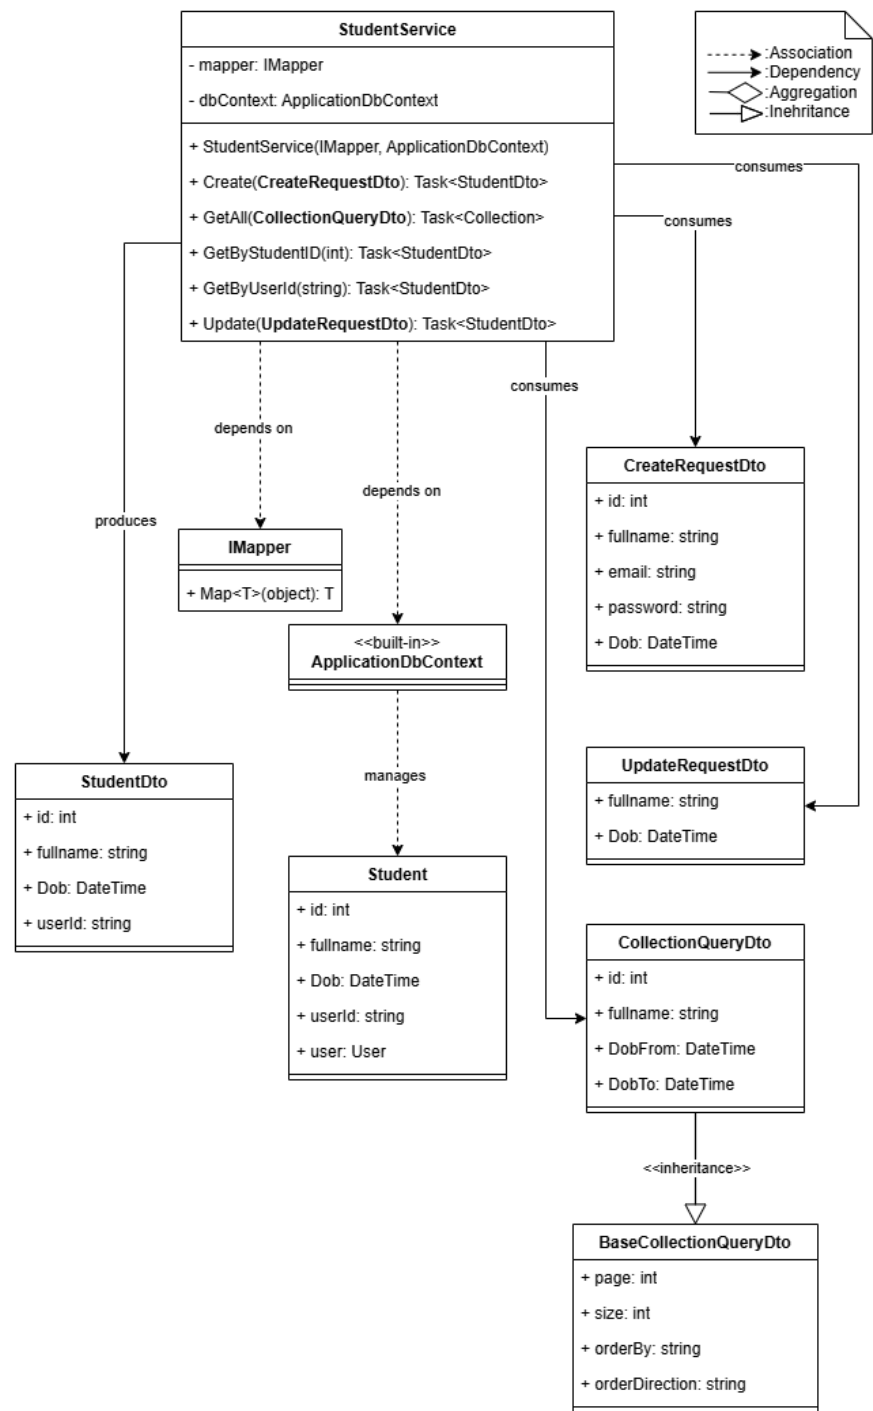 StudentService
- mapper: IMapper
- dbContext: ApplicationDbContext
+ StudentService(IMapper, ApplicationDbContext)
+ Create(CreateRequestDto): Task<StudentDto>
+ GetAll(CollectionQueryDto): Task<Collection>
+ GetByStudentID(int): Task<StudentDto>
+ GetByUserId(string): Task<StudentDto>
+ Update(UpdateRequestDto): Task<StudentDto>
:Association
:Dependency
:Aggregation
:Inehritance
consumes
consumes
consumes
depends on
depends on
produces
IMapper
+ Map<T>(object): T
<<built-in>>
ApplicationDbContext
manages
CreateRequestDto
+ id: int
+ fullname: string
+ email: string
+ password: string
+ Dob: DateTime
StudentDto
+ id: int
+ fullname: string
+ Dob: DateTime
+ userId: string
Student
+ id: int
+ fullname: string
+ Dob: DateTime
+ userId: string
+ user: User
UpdateRequestDto
+ fullname: string
+ Dob: DateTime
CollectionQueryDto
+ id: int
+ fullname: string
+ DobFrom: DateTime
+ DobTo: DateTime
<<inheritance>>
BaseCollectionQueryDto
+ page: int
+ size: int
+ orderBy: string
+ orderDirection: string